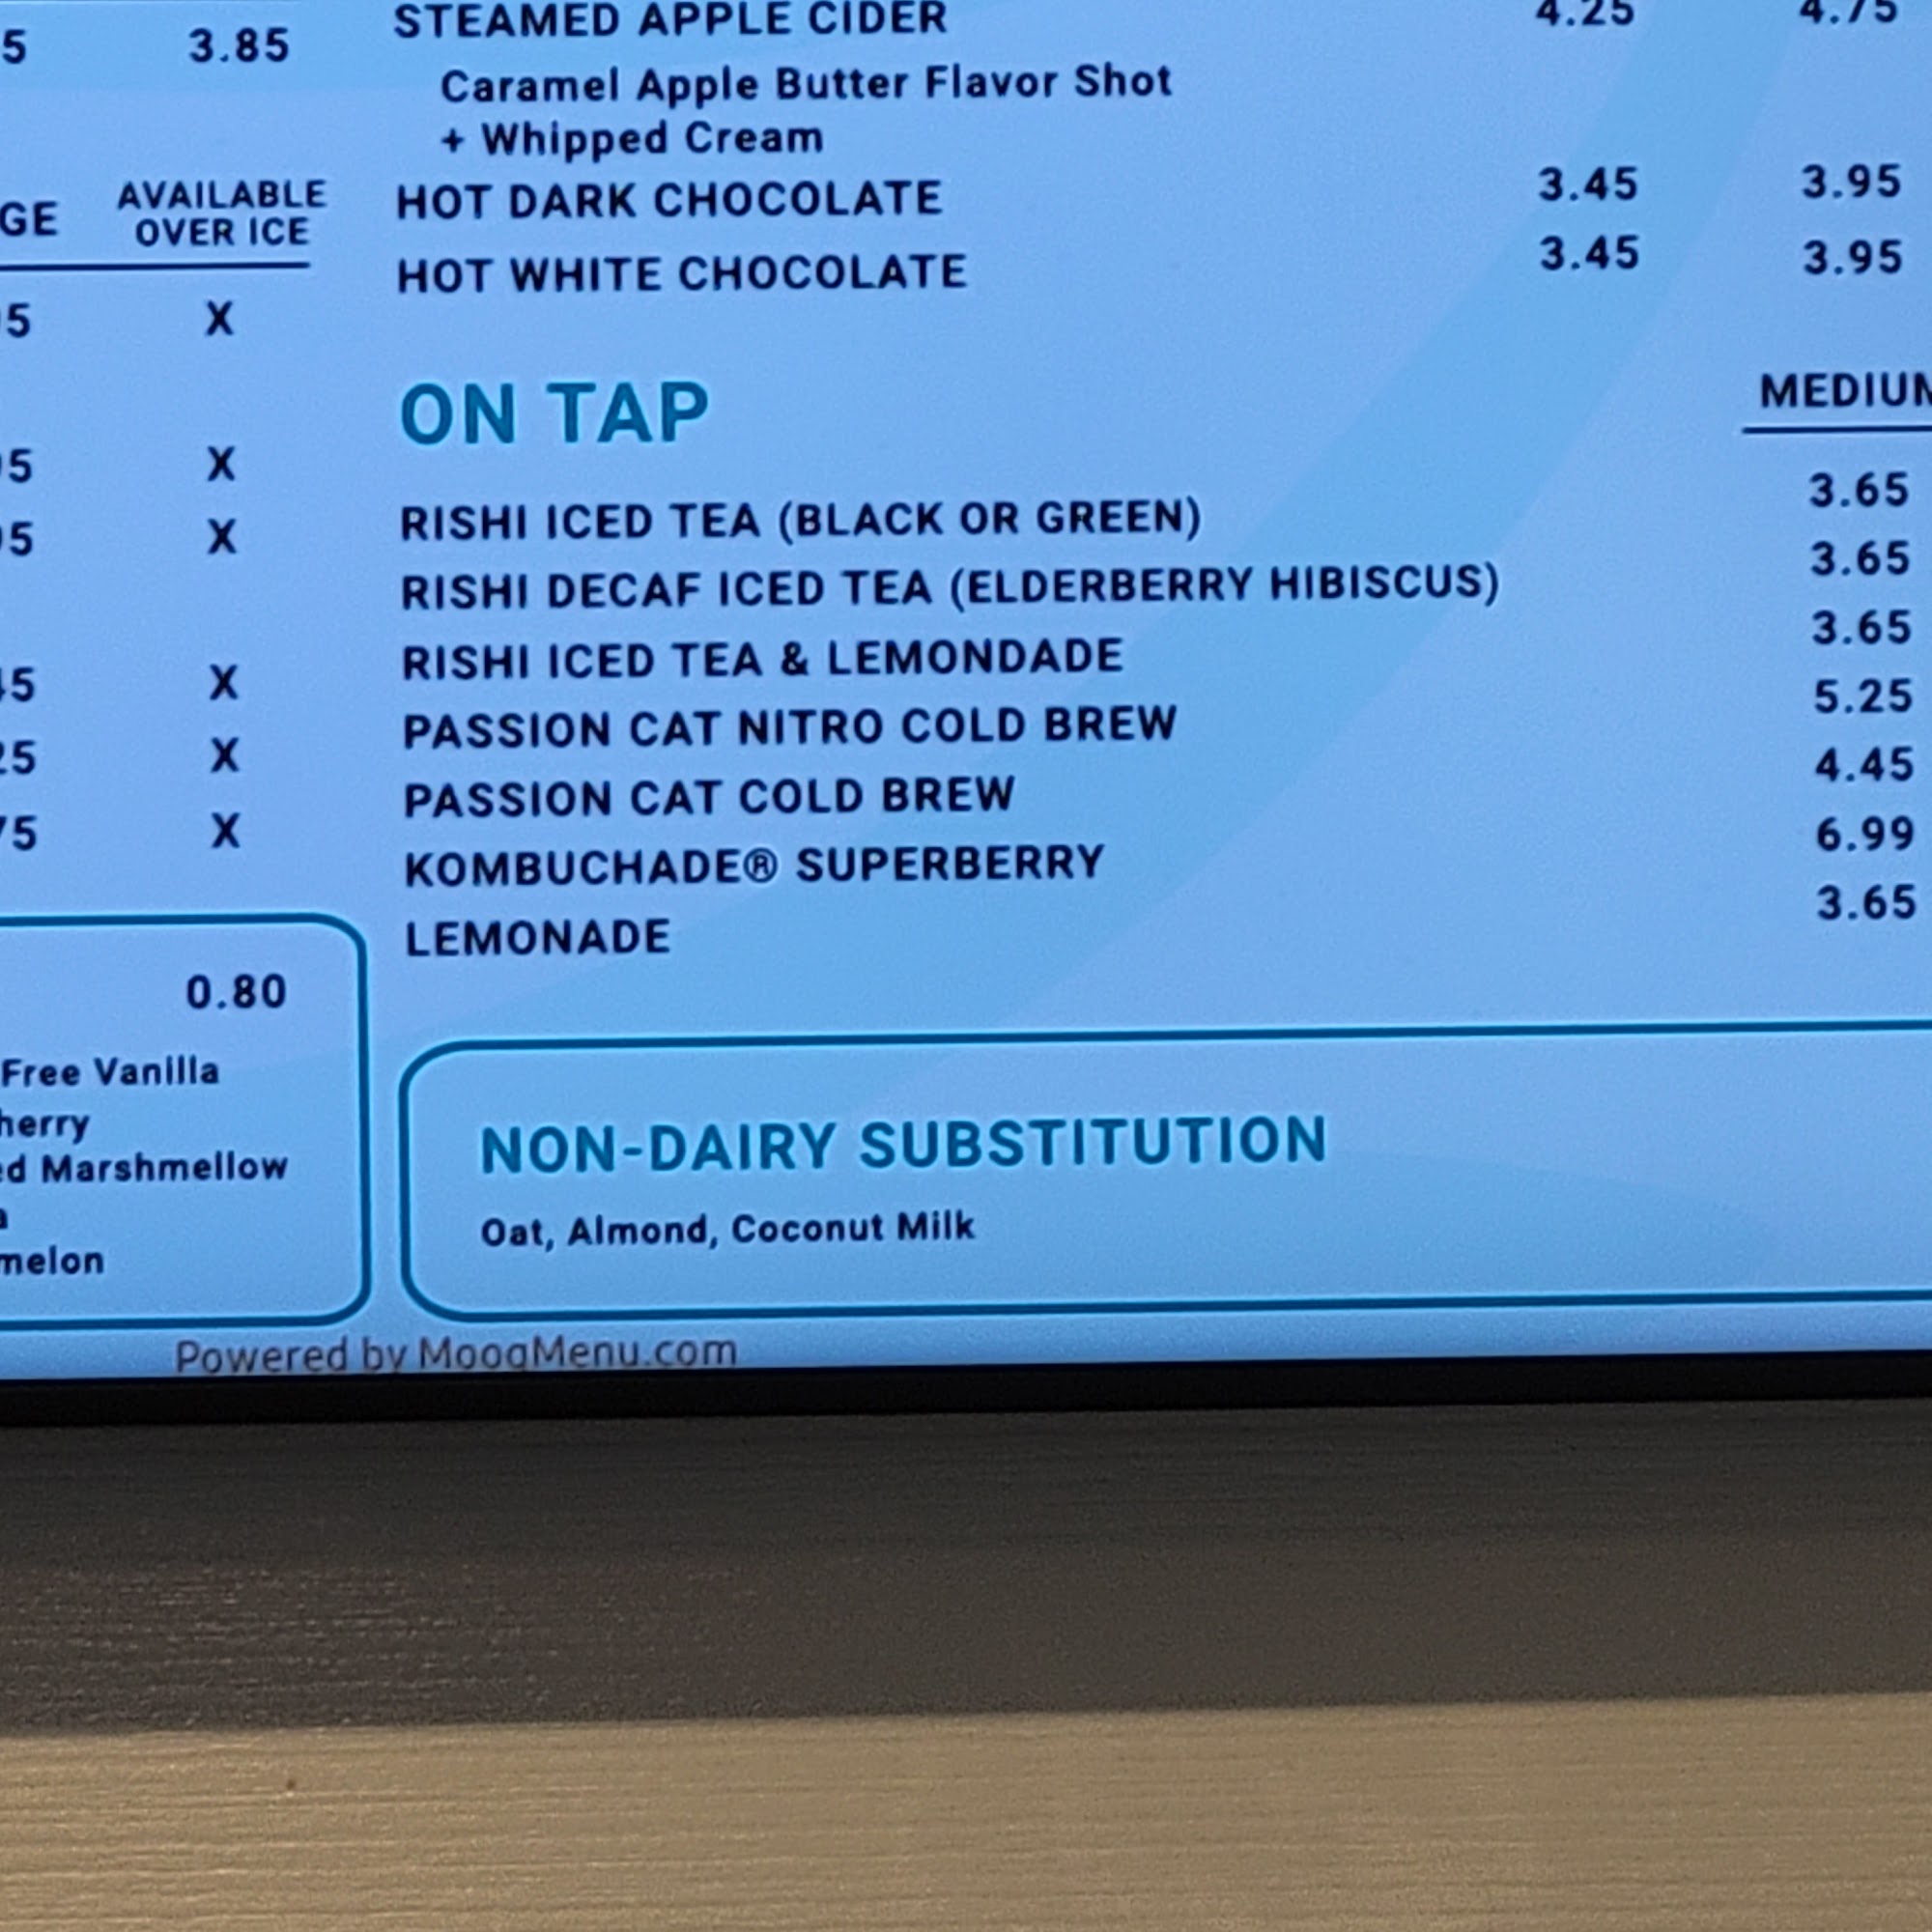 3.85
AVAILABLE
OVER ICE
X
X
X
X
X
X
0.80
Free Vanilla
Marshmellow
STEAMED APPLE CIDER 4.25 4.75
Caramel Apple Butter Flavor Shot
+ Whipped Cream
HOT DARK CHOCOLATE 3.45 3.95
HOT WHITE CHOCOLATE 3.45 3.95
ON TAP MEDIUM
RISHI ICED TEA (BLACK OR GREEN) 3.65
RISHI DECAF ICED TEA (ELDERBERRY HIBISCUS) 3.65
RISHI ICED TEA & LEMONDADE 3.65
PASSION CAT NITRO COLD BREW 5.25
PASSION CAT COLD BREW 4.45
KOMBUCHADE® SUPERBERRY 6.99
LEMONADE 3.65
NON-DAIRY SUBSTITUTION
Oat, Almond, Coconut Milk
Powered by MoogMenu.com